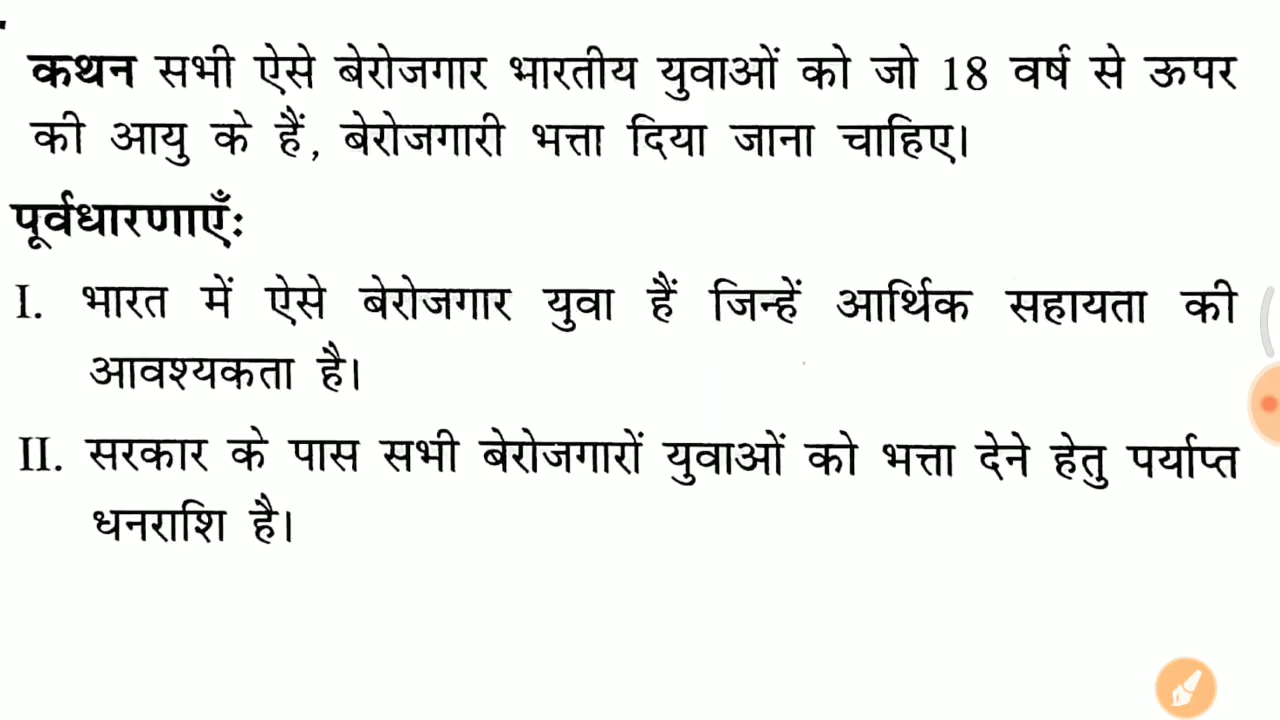 कथन सभी ऐसे बेरोजगार भारतीय युवाओं को जो 18 वर्ष से ऊपर
की आयु के हैं, बेरोजगारी भत्ता दिया जाना चाहिए।
पूर्वधारणाएँः
I. भारत में ऐसे बेरोजगार युवा हैं जिन्हें आर्थिक सहायता की
आवश्यकता है।
II. सरकार के पास सभी बेरोजगारों युवाओं को भत्ता देने हेतु पर्याप्त
धनराशि है।